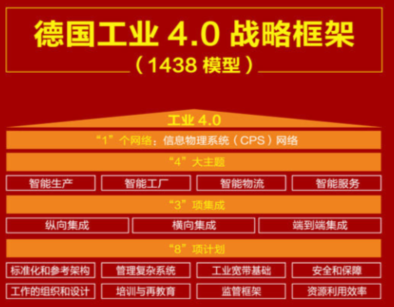 德国工业 4.0 战略框架
（1438 模型）
工业 4.0
“1”个网络：信息物理系统（CPS）网络
“4”大主题
智能生产 智能工厂 智能物流 智能服务
“3”项集成
纵向集成 横向集成 端到端集成
“8”项计划
标准化和参考架构 管理复杂系统 工业宽带基础 安全和保障
工作的组织和设计 培训与再教育 监管框架 资源利用效率